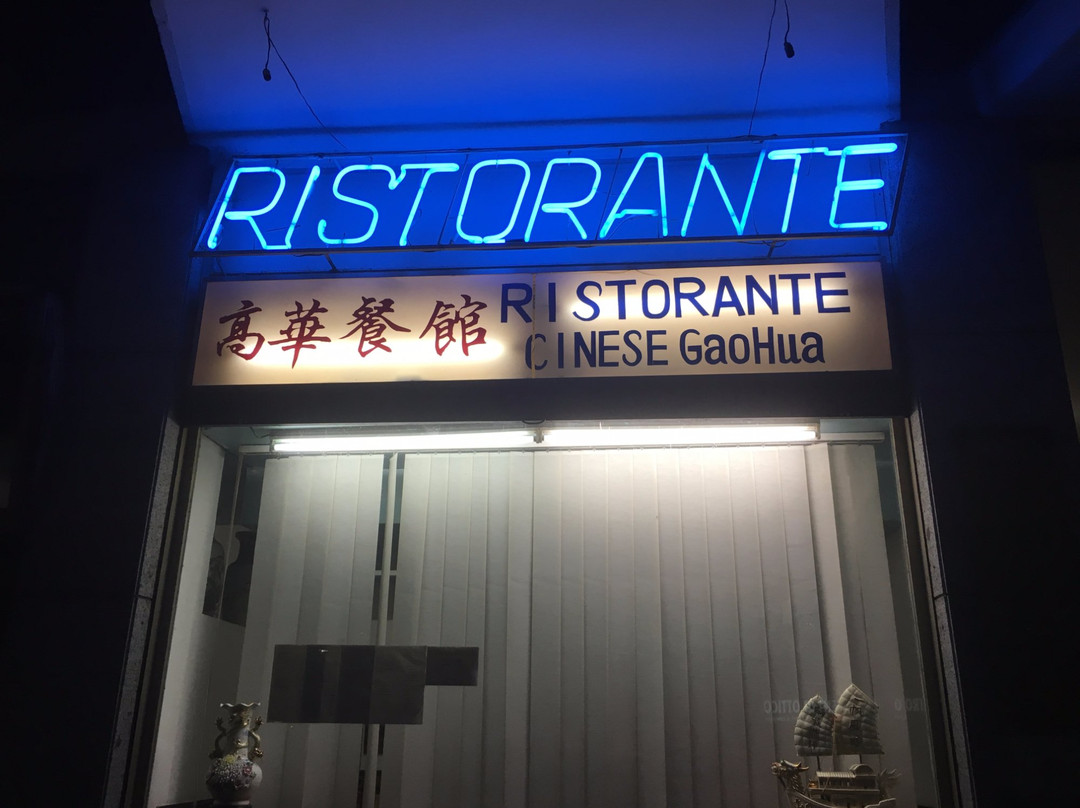 RISTORANTE
高華餐館
RISTORANTE
CINESE GaoHua